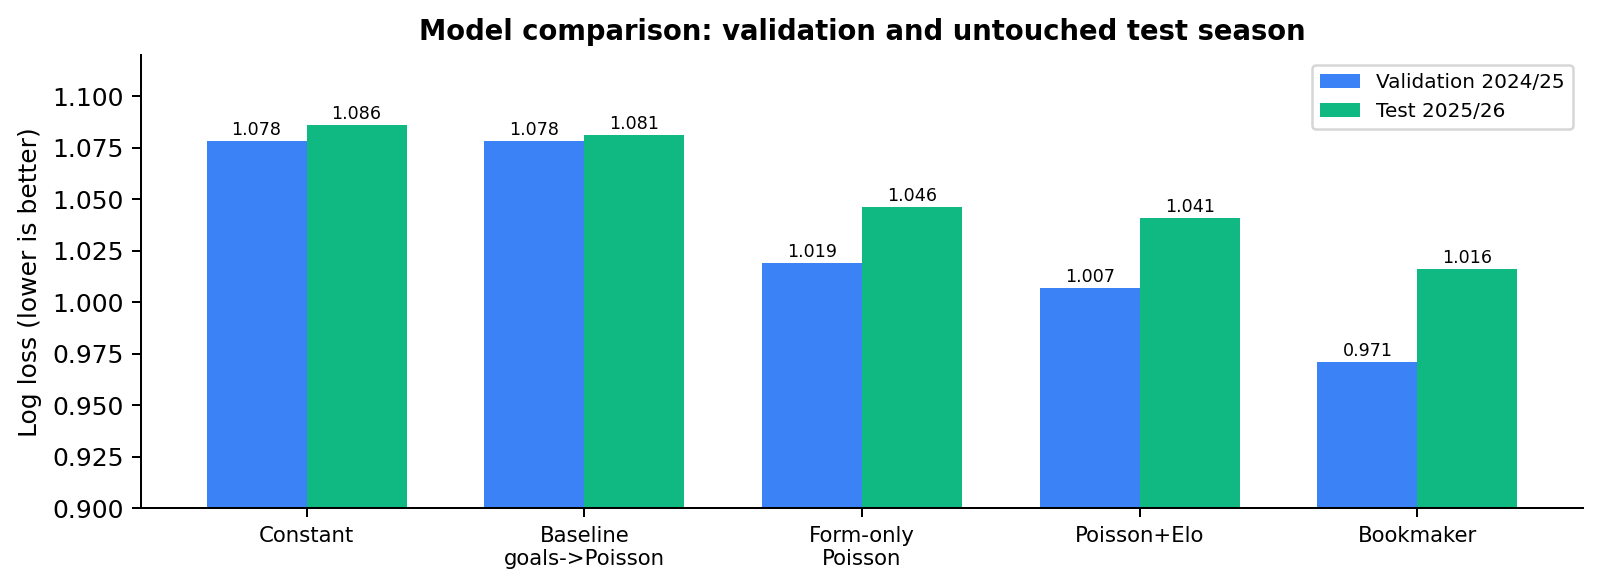 Model comparison: validation and untouched test season
Log loss (lower is better)
1.100
1.075
1.050
1.025
1.000
0.975
0.950
0.925
0.900
Validation 2024/25
Test 2025/26
1.078
1.086
1.078
1.081
1.019
1.046
1.007
1.041
0.971
1.016
Constant
Baseline
goals->Poisson
Form-only
Poisson
Poisson+Elo
Bookmaker